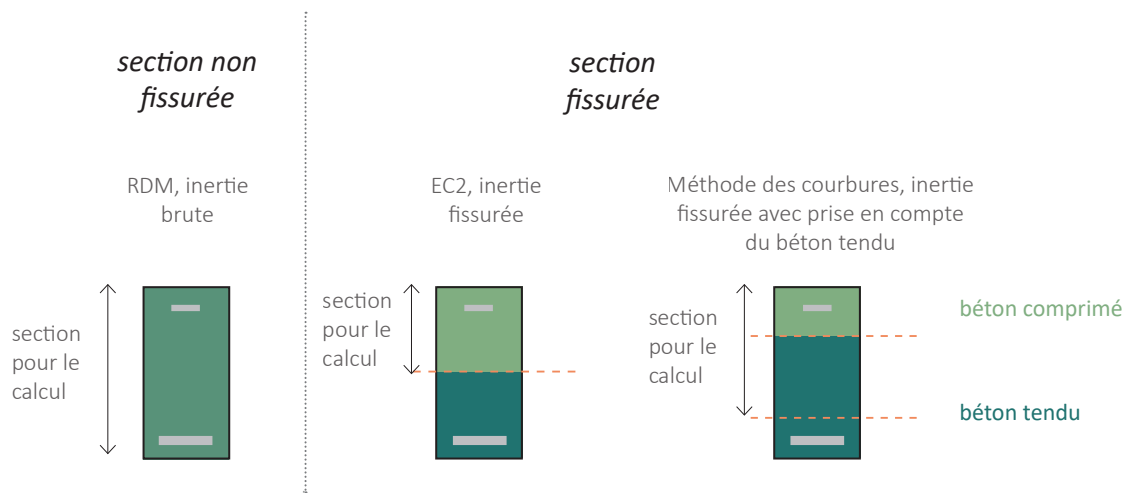 section non
fissurée
section
fissurée
RDM, inertie
brute
EC2, inertie
fissurée
Méthode des courbures, inertie
fissurée avec prise en compte
du béton tendu
section
pour le
calcul
section
pour le
calcul
section
pour le
calcul
béton comprimé
béton tendu